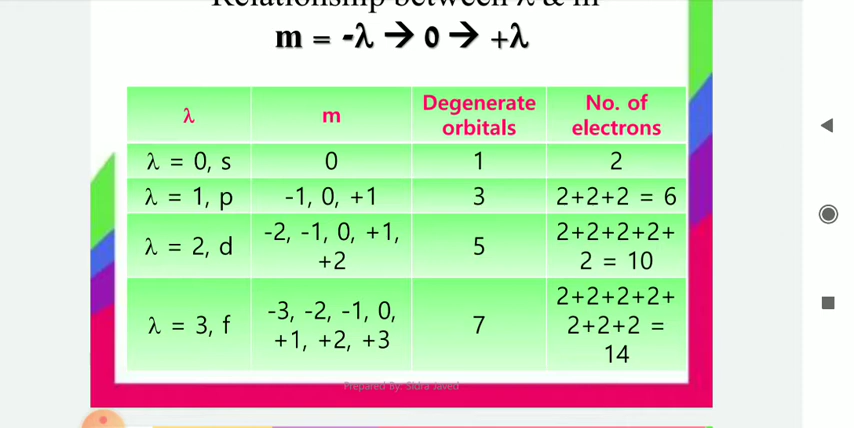 Relationship between λ & m
m = -λ → 0 → +λ
λ m Degenerate orbitals No. of electrons
λ = 0, s 0 1 2
λ = 1, p -1, 0, +1 3 2+2+2 = 6
λ = 2, d -2, -1, 0, +1, +2 5 2+2+2+2+ 2 = 10
λ = 3, f -3, -2, -1, 0, +1, +2, +3 7 2+2+2+2+ 2+2+2 = 14
Prepared By: Sidra Javed